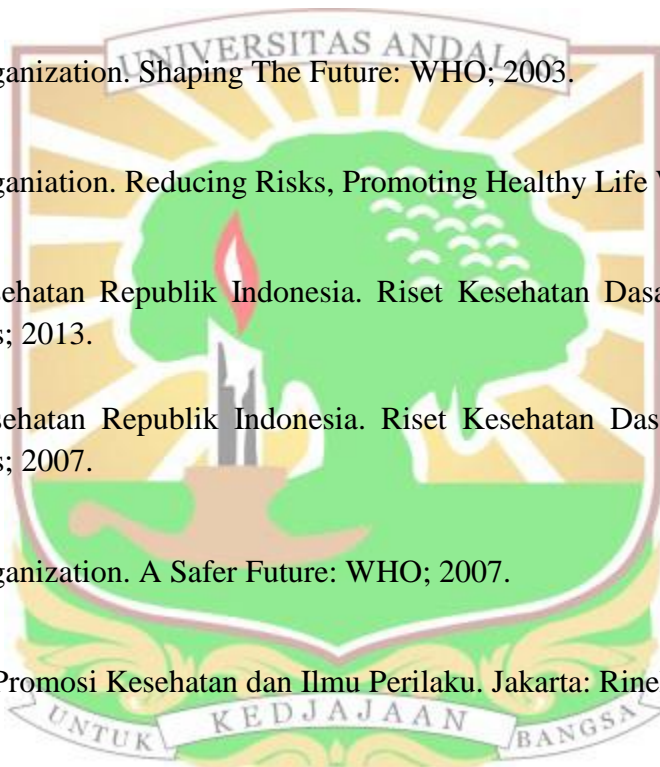 UNIVERSITAS ANDALAS
ganization. Shaping The Future: WHO; 2003.
ganiation. Reducing Risks, Promoting Healthy Life
sehatan Republik Indonesia. Riset Kesehatan Dasa
s; 2013.
sehatan Republik Indonesia. Riset Kesehatan Das
s; 2007.
ganization. A Safer Future: WHO; 2007.
Promosi Kesehatan dan Ilmu Perilaku. Jakarta: Rine
UNTUK KEDJAJAAN BANGSA